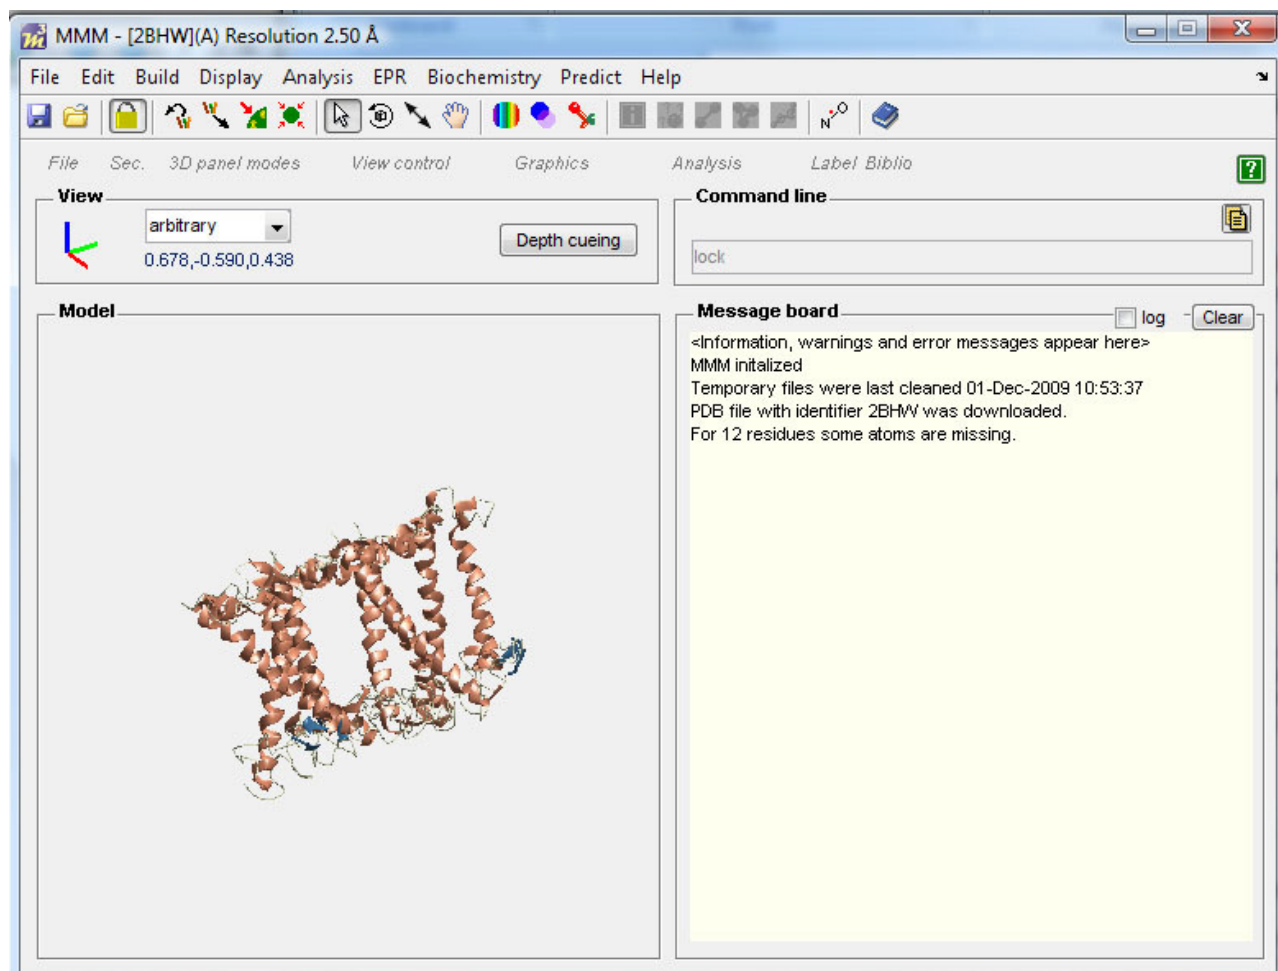 MMM - [2BHW](A) Resolution 2.50 Å
File Edit Build Display Analysis EPR Biochemistry Predict Help
File Sec. 3D panel modes View control Graphics Analysis Label Biblio
View
arbitrary
0.678,-0.590,0.438
Depth cueing
Command line
lock
Model
Message board
log
Clear
<Information, warnings and error messages appear here>
MMM initalized
Temporary files were last cleaned 01-Dec-2009 10:53:37
PDB file with identifier 2BHW was downloaded.
For 12 residues some atoms are missing.